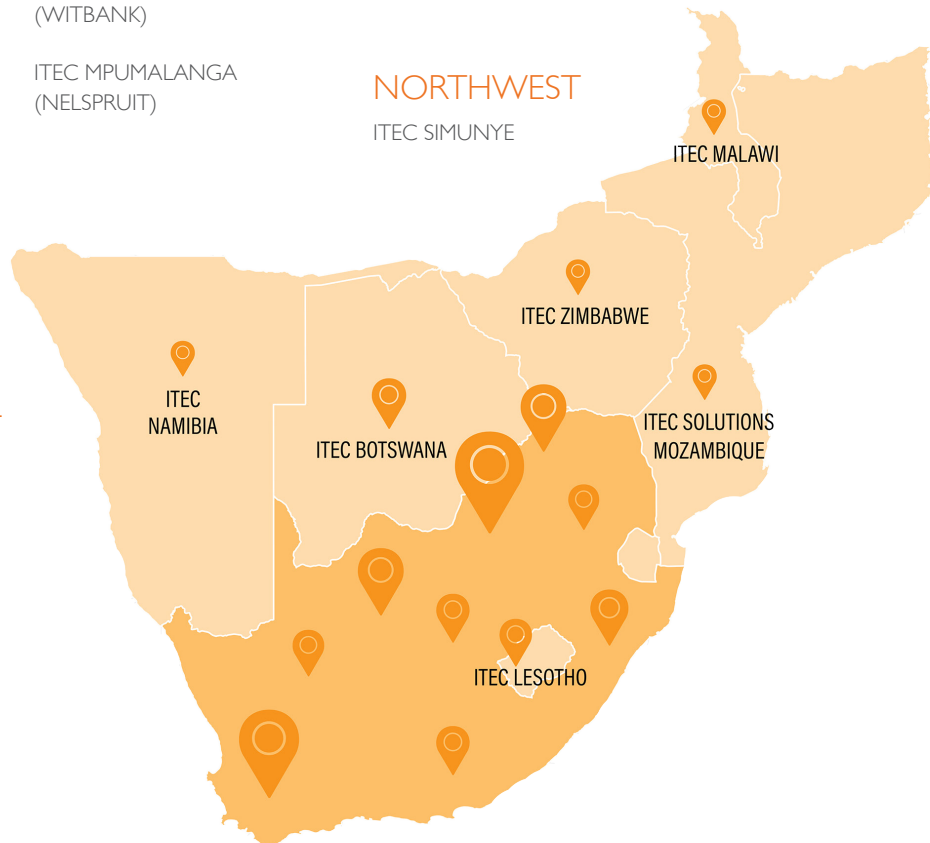 (WITBANK)
ITEC MPUMALANGA
(NELSPRUIT)
NORTHWEST
ITEC SIMUNYE
ITEC MALAWI
ITEC ZIMBABWE
ITEC
NAMIBIA
ITEC BOTSWANA
ITEC SOLUTIONS
MOZAMBIQUE
ITEC LESOTHO